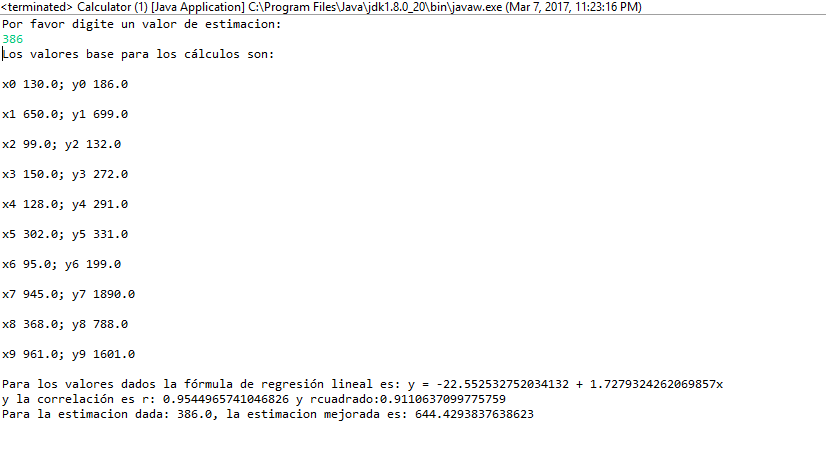 <terminated> Calculator (1) [Java Application] C:\Program Files\Java\jdk1.8.0_20\bin\javaw.exe (Mar 7, 2017, 11:23:16 PM)
Por favor digite un valor de estimacion:
386
Los valores base para los cálculos son:
x0 130.0; y0 186.0
x1 650.0; y1 699.0
x2 99.0; y2 132.0
x3 150.0; y3 272.0
x4 128.0; y4 291.0
x5 302.0; y5 331.0
x6 95.0; y6 199.0
x7 945.0; y7 1890.0
x8 368.0; y8 788.0
x9 961.0; y9 1601.0
Para los valores dados la fórmula de regresión lineal es: y = -22.552532752034132 + 1.7279324262069857x
y la correlación es r: 0.9544965741046826 y rcuadrado:0.9110637099775759
Para la estimacion dada: 386.0, la estimacion mejorada es: 644.4293837638623